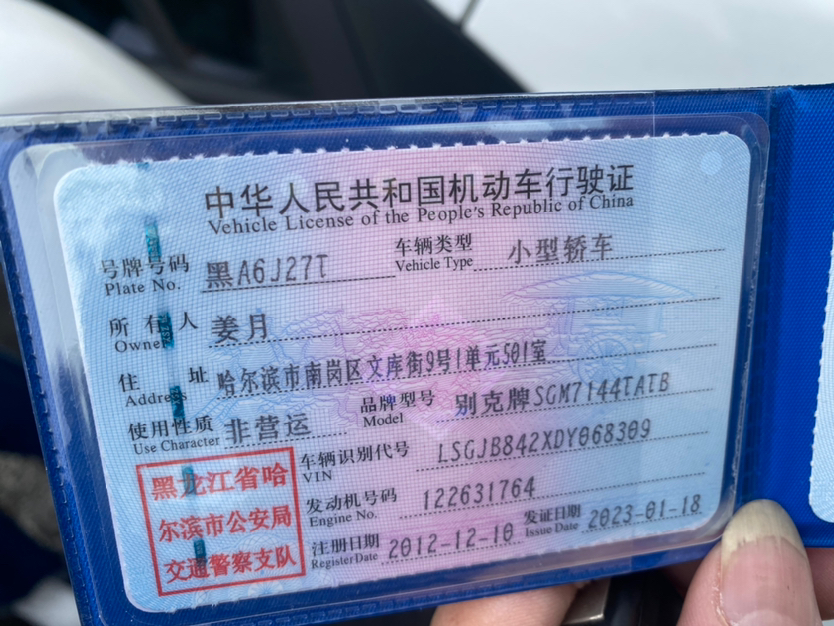 中华人民共和国机动车行驶证
Vehicle License of the People's Republic of China
号牌号码 黑A6J27T 车辆类型 小型轿车
Plate No. Vehicle Type
所有人 姜月
Owner
住址 哈尔滨市南岗区文库街9号1单元501室
Address
使用性质 非营运 品牌型号 别克牌SGM7144TATB
Use Character Model
车辆识别代号 LSGJB842XDY068309
VIN
发动机号码 122631764
Engine No.
注册日期 2012-12-10 发证日期 2023-01-18
Register Date Issue Date
黑龙江省哈
尔滨市公安局
交通警察支队